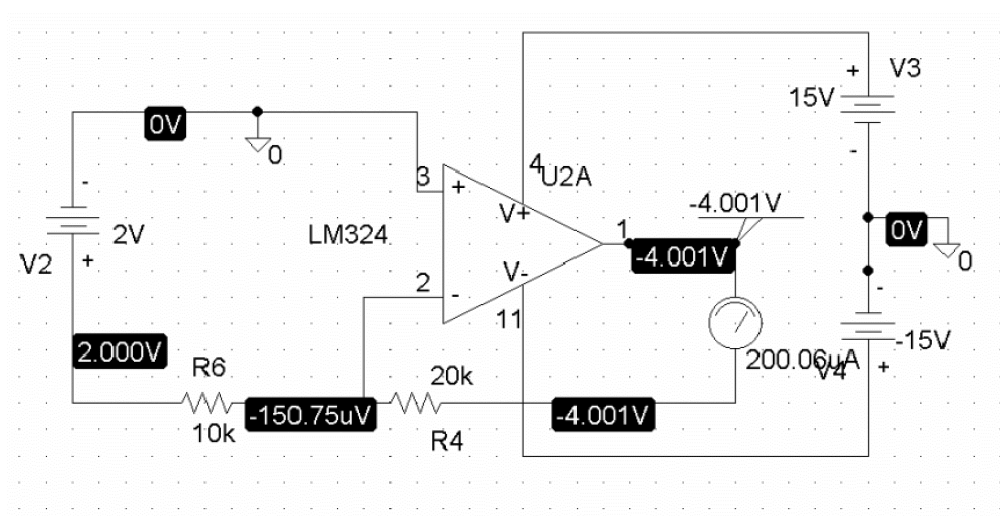 + V3
15V
-
0V
0
4
U2A
3
+
V+
-4.001V
-
2V
V2
+
LM324
1
-4.001V
0V
0
2
-
V-
11
-
-15V
2.000V
R6
10k
-150.75uV
20k
R4
-4.001V
200.06uA
V4
+